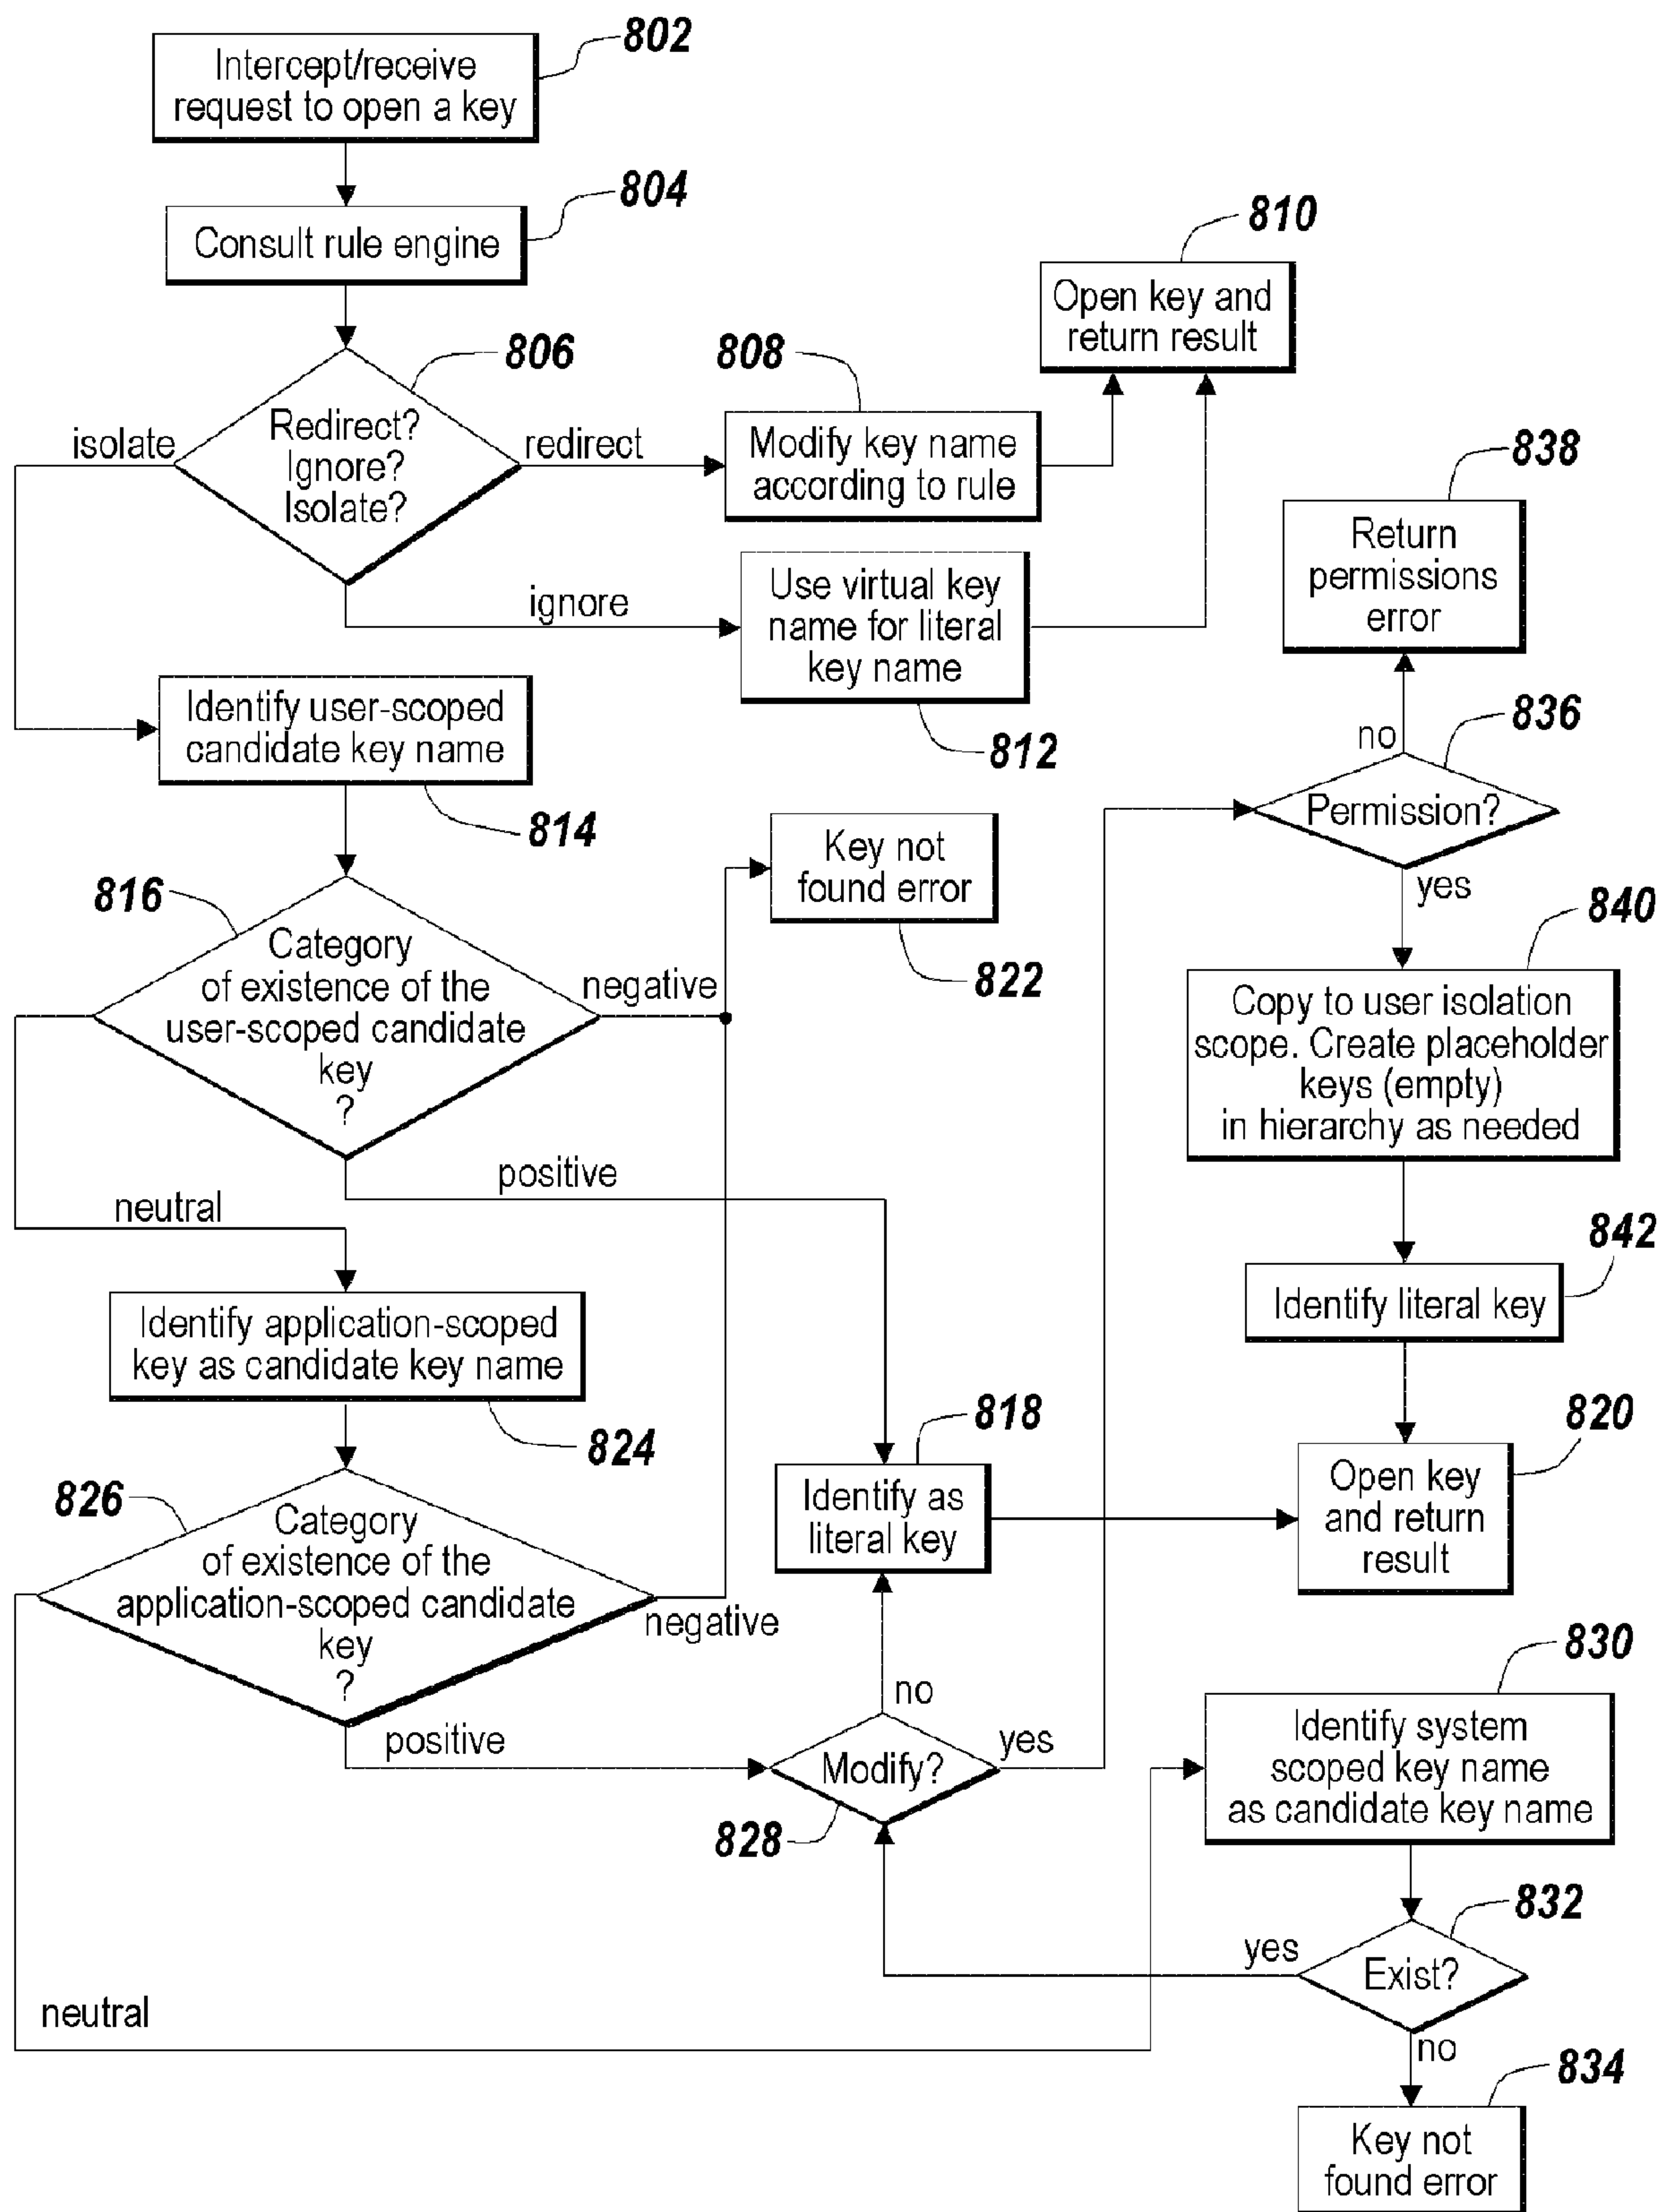 802
Intercept/receive
request to open a key
804
Consult rule engine
810
Open key and
return result
806
Redirect?
Ignore?
Isolate?
isolate
redirect
808
Modify key name
according to rule
838
Return
permissions
error
ignore
Use virtual key
name for literal
key name
812
Identify user-scoped
candidate key name
814
836
no
Permission?
yes
Key not
found error
822
816
Category
of existence of the
user-scoped candidate
key
?
negative
840
Copy to user isolation
scope. Create placeholder
keys (empty)
in hierarchy as needed
positive
neutral
842
Identify literal key
Identify application-scoped
key as candidate key name
824
818
Identify as
literal key
820
Open key
and return
result
826
Category
of existence of the
application-scoped candidate
key
?
negative
830
Identify system
scoped key name
as candidate key name
no
positive
Modify?
yes
828
832
yes
Exist?
neutral
no
834
Key not
found error